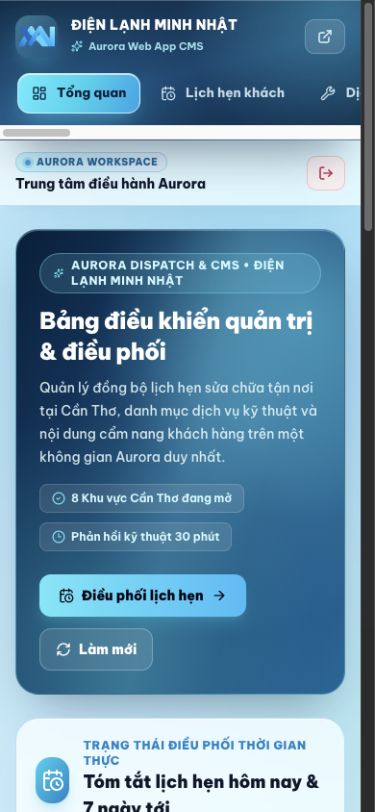 ĐIỆN LẠNH MINH NHẬT
Aurora Web App CMS
Tổng quan
Lịch hẹn khách
Dị
AURORA WORKSPACE
Trung tâm điều hành Aurora
AURORA DISPATCH & CMS • ĐIỆN
LẠNH MINH NHẬT
Bảng điều khiển quản trị
& điều phối
Quản lý đồng bộ lịch hẹn sửa chữa tận nơi
tại Cần Thơ, danh mục dịch vụ kỹ thuật và
nội dung cẩm nang khách hàng trên một
không gian Aurora duy nhất.
8 Khu vực Cần Thơ đang mở
Phản hồi kỹ thuật 30 phút
Điều phối lịch hẹn
Làm mới
TRẠNG THÁI ĐIỀU PHỐI THỜI GIAN
THỰC
Tóm tắt lịch hẹn hôm nay &
7 ngày tới